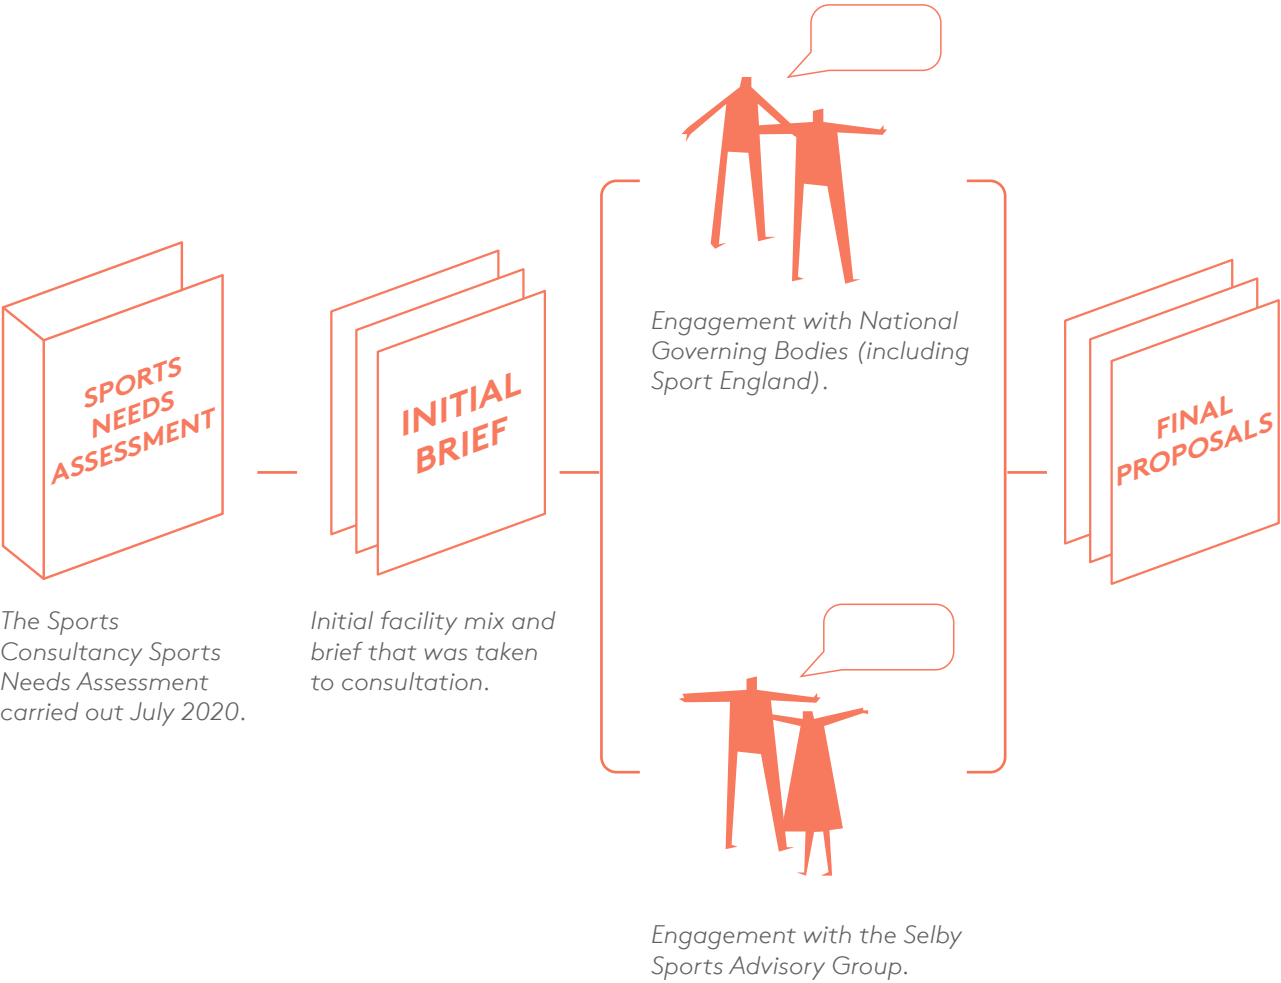 SPORTS
NEEDS
ASSESSMENT
The Sports
Consultancy Sports
Needs Assessment
carried out July 2020.
INITIAL
BRIEF
Initial facility mix and
brief that was taken
to consultation.
Engagement with National
Governing Bodies (including
Sport England).
Engagement with the Selby
Sports Advisory Group.
FINAL
PROPOSALS